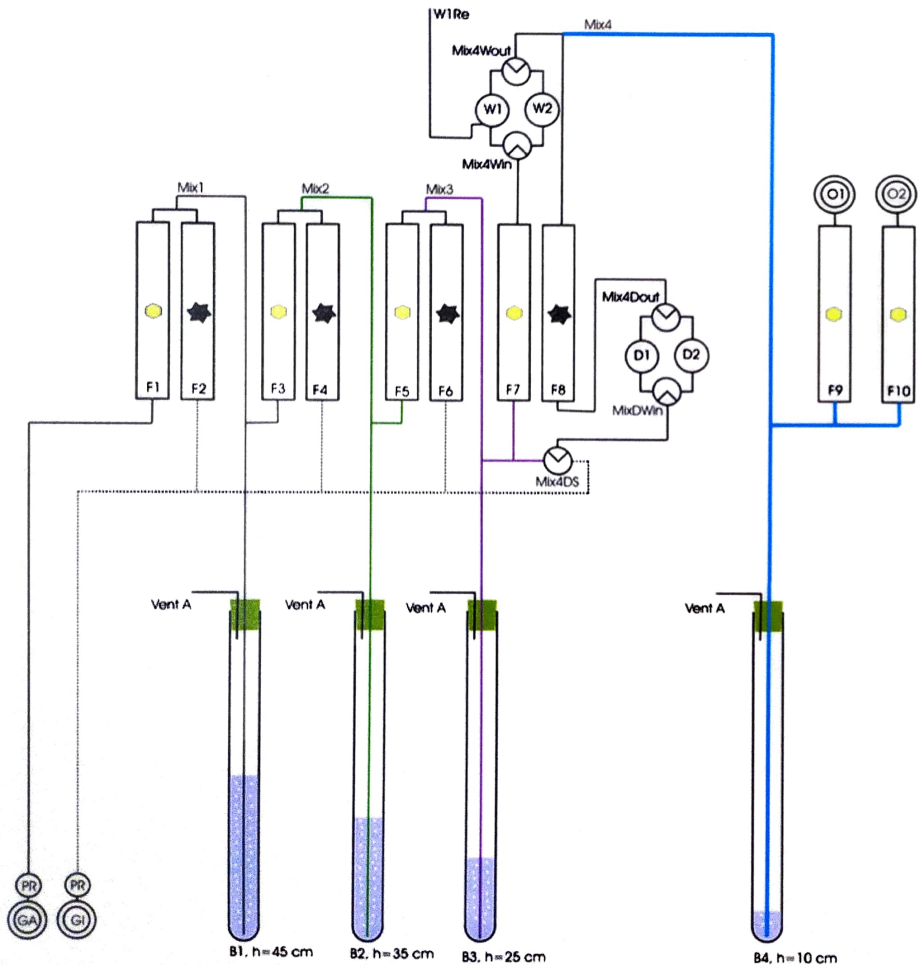 W1Re
Mix4
Mix4Wout
W1
W2
Mix4Win
Mix1
Mix2
Mix3
O1
O2
Mix4Dout
D1
D2
MixDWin
F1
F2
F3
F4
F5
F6
F7
F8
F9
F10
Mix4DS
Vent A
Vent A
Vent A
Vent A
PR
PR
GA
GI
B1, h=45 cm
B2, h=35 cm
B3, h=25 cm
B4, h=10 cm